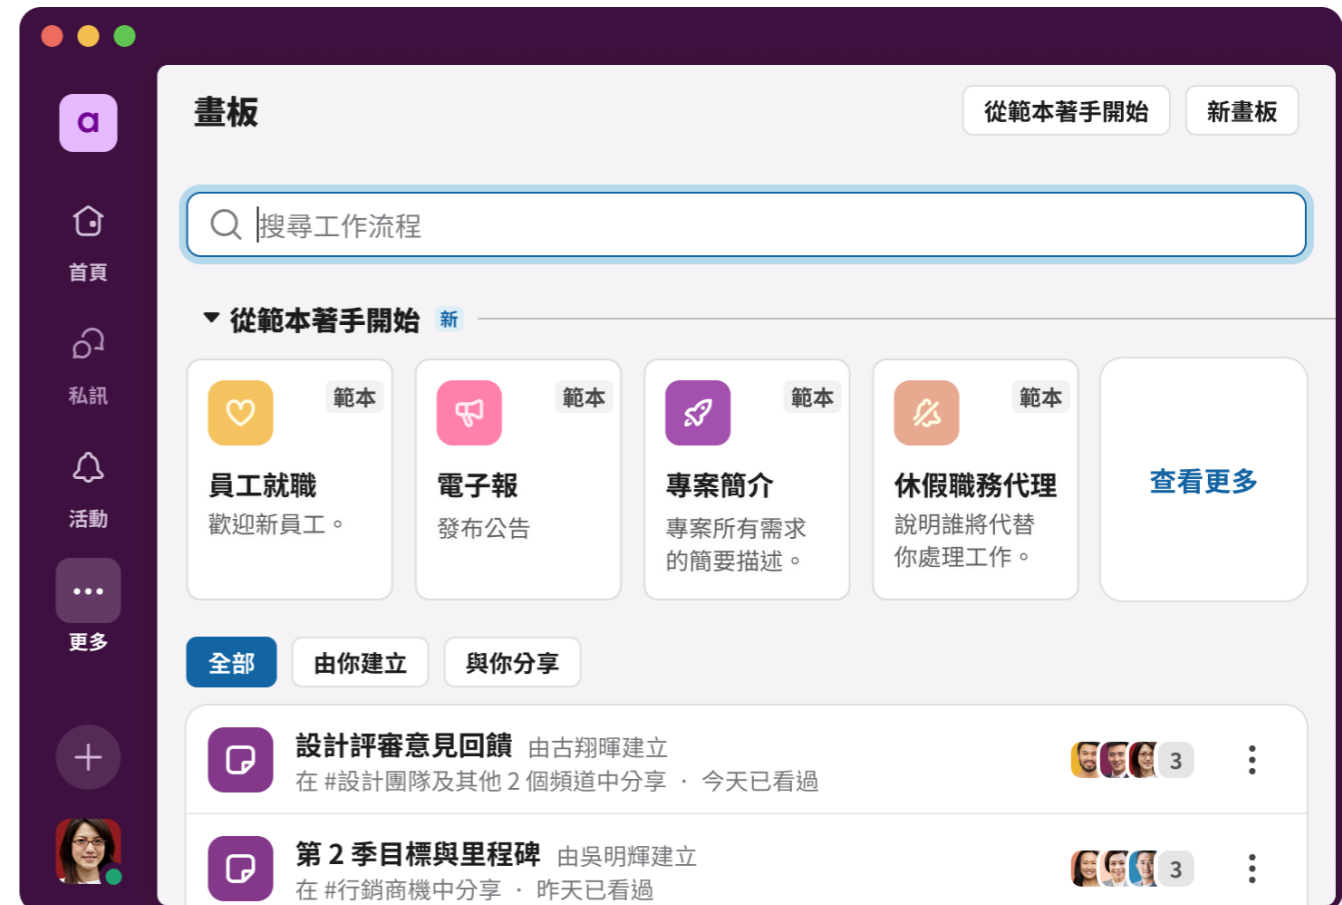 畫板
從範本著手開始
新畫板
a
搜尋工作流程
首頁
私訊
活動
更多
從範本著手開始 新
範本
員工就職
歡迎新員工。
範本
電子報
發布公告
範本
專案簡介
專案所有需求
的簡要描述。
範本
休假職務代理
說明誰將代替
你處理工作。
查看更多
全部
由你建立
與你分享
設計評審意見回饋 由古翔暉建立
在 #設計團隊及其他 2 個頻道中分享 · 今天已看過
3
第 2 季目標與里程碑 由吳明輝建立
在 #行銷商機中分享 · 昨天已看過
3